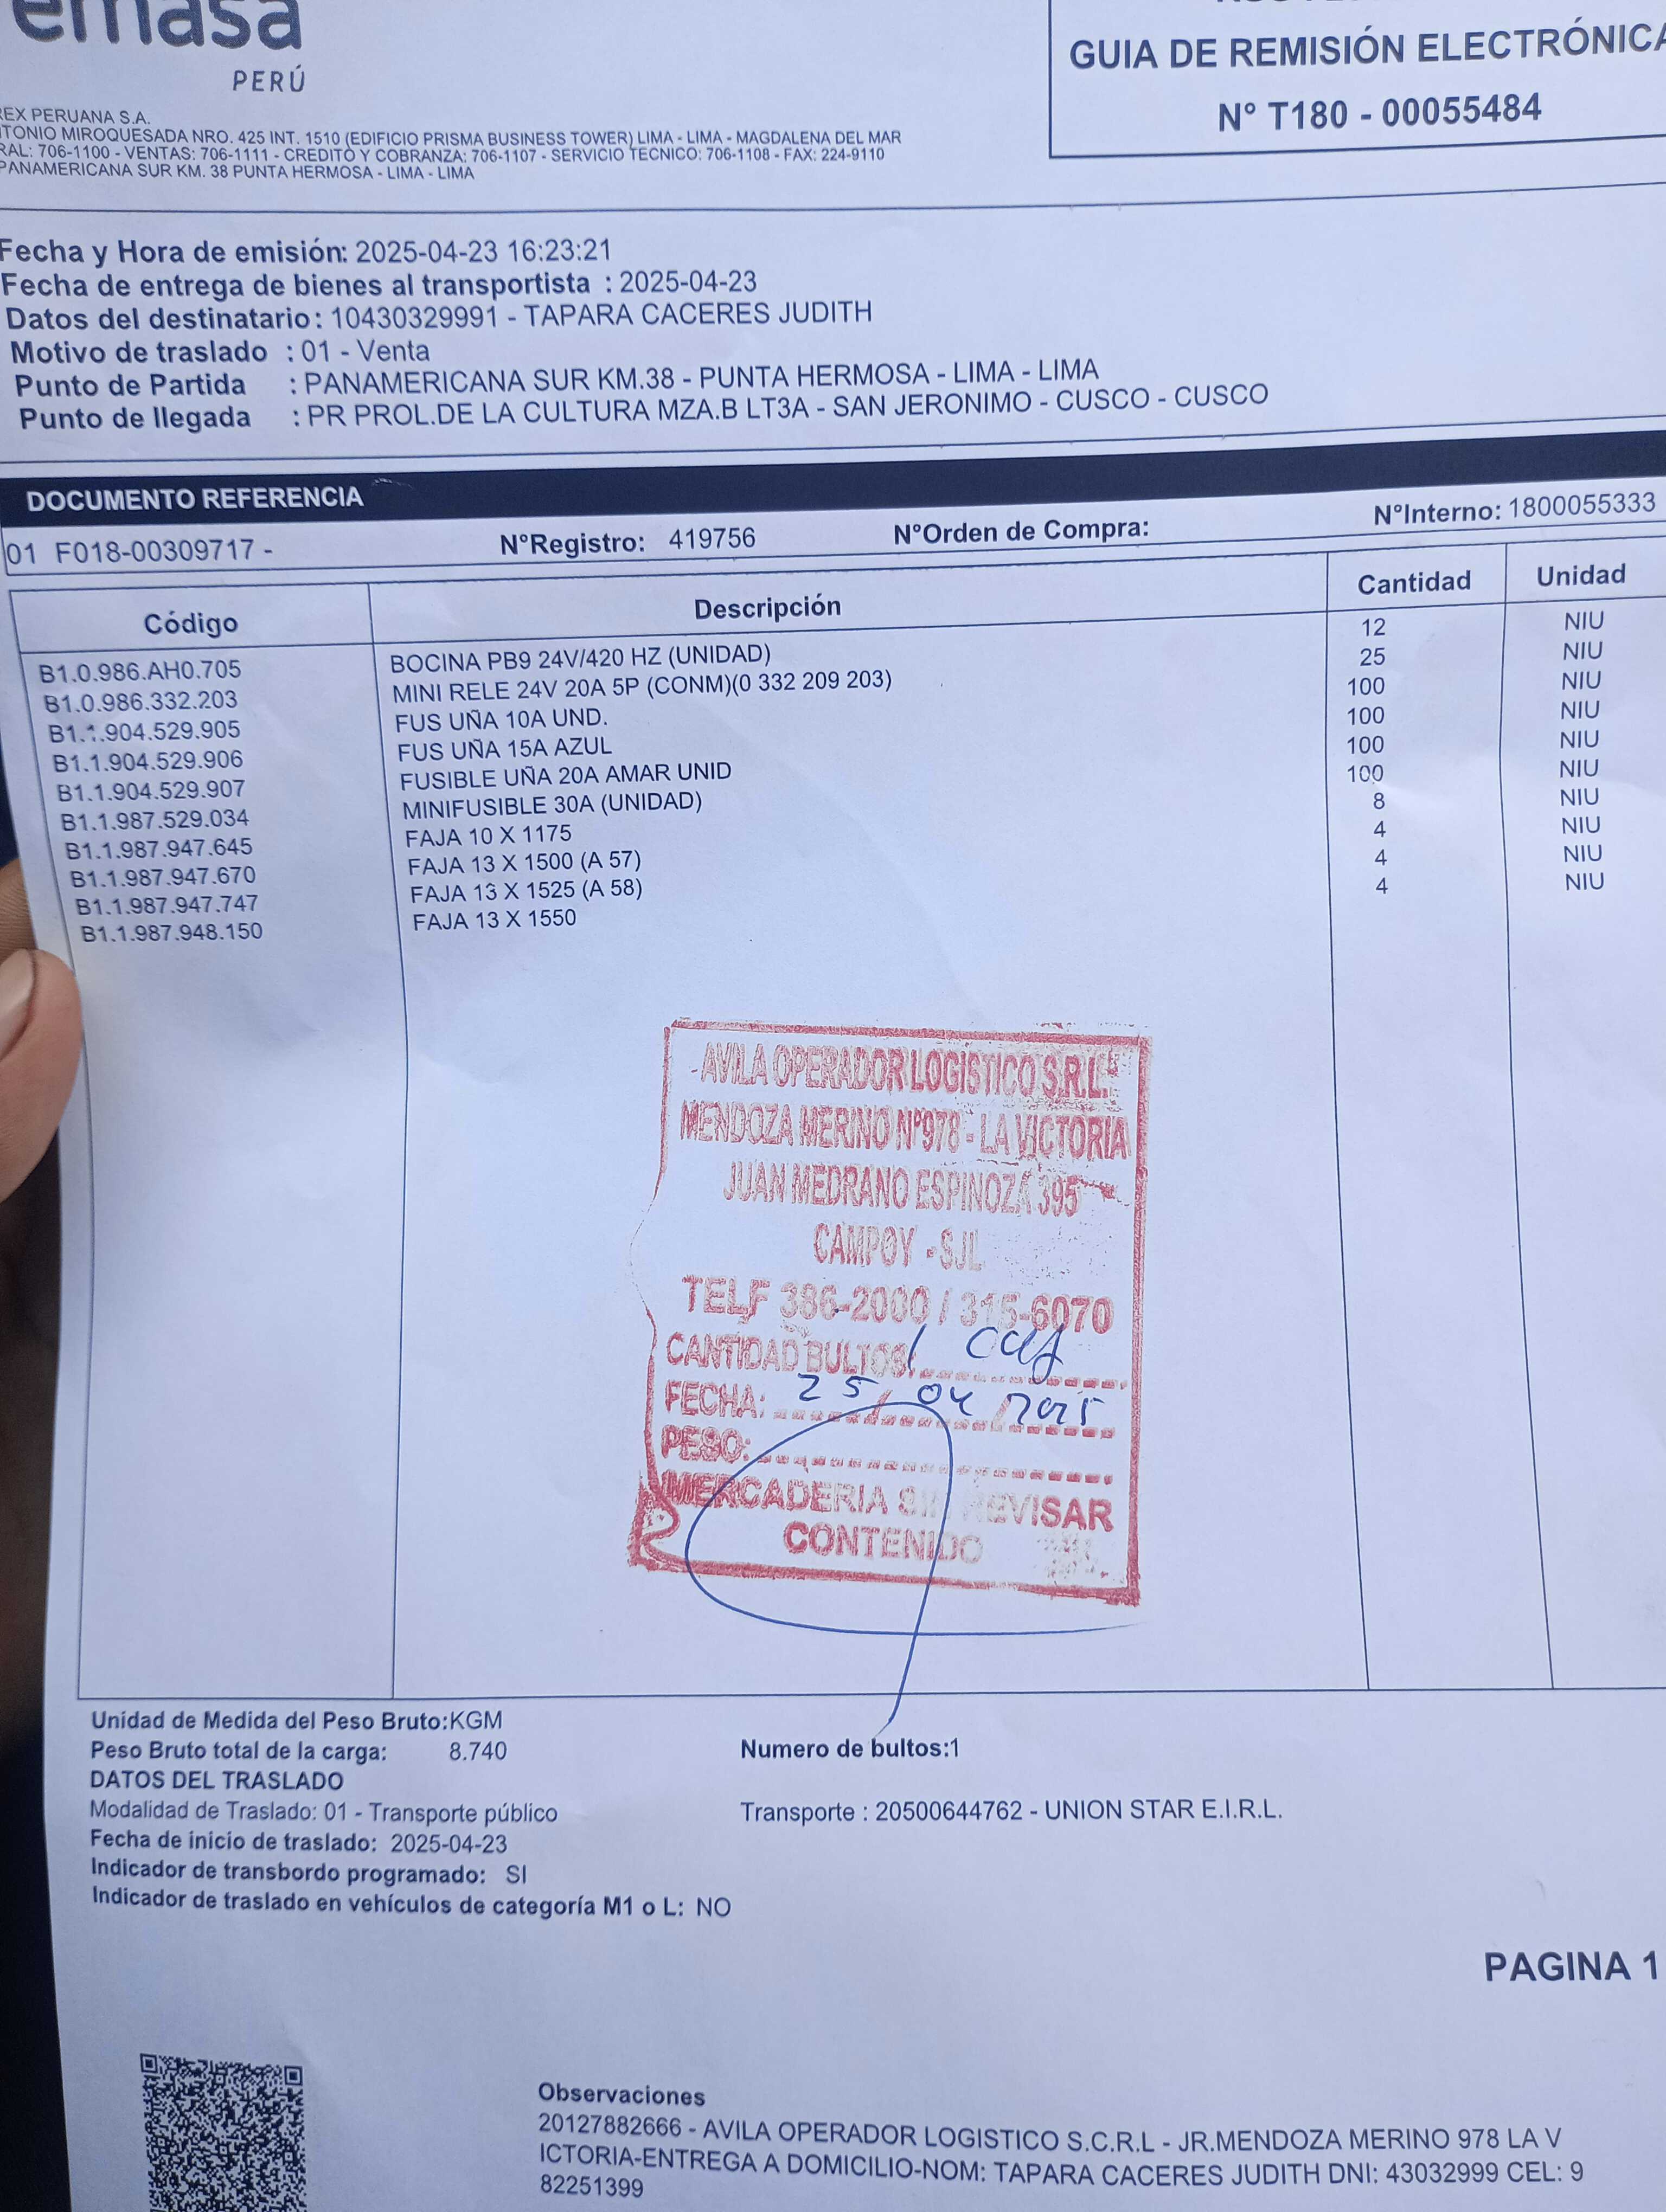 emasa
PERÚ
GUIA DE REMISIÓN ELECTRÓNICA
N° T180 - 00055484
REX PERUANA S.A.
TONIO MIROQUESADA NRO. 425 INT. 1510 (EDIFICIO PRISMA BUSINESS TOWER) LIMA - LIMA - MAGDALENA DEL MAR
RAL: 706-1100 - VENTAS: 706-1111 - CREDITO Y COBRANZA: 706-1107 - SERVICIO TECNICO: 706-1108 - FAX: 224-9110
PANAMERICANA SUR KM. 38 PUNTA HERMOSA - LIMA - LIMA
Fecha y Hora de emisión: 2025-04-23 16:23:21
Fecha de entrega de bienes al transportista : 2025-04-23
Datos del destinatario : 10430329991 - TAPARA CACERES JUDITH
Motivo de traslado : 01 - Venta
Punto de Partida : PANAMERICANA SUR KM.38 - PUNTA HERMOSA - LIMA - LIMA
Punto de llegada : PR PROL.DE LA CULTURA MZA.B LT3A - SAN JERONIMO - CUSCO - CUSCO
DOCUMENTO REFERENCIA
01 F018-00309717 - N°Registro: 419756 N°Orden de Compra: N°Interno: 1800055333
Código Descripción Cantidad Unidad
B1.0.986.AH0.705 BOCINA PB9 24V/420 HZ (UNIDAD) 12 NIU
B1.0.986.332.203 MINI RELE 24V 20A 5P (CONM)(0 332 209 203) 25 NIU
B1.1.904.529.905 FUS UÑA 10A UND. 100 NIU
B1.1.904.529.906 FUS UÑA 15A AZUL 100 NIU
B1.1.904.529.907 FUSIBLE UÑA 20A AMAR UNID 100 NIU
B1.1.987.529.034 MINIFUSIBLE 30A (UNIDAD) 100 NIU
B1.1.987.947.645 FAJA 10 X 1175 8 NIU
B1.1.987.947.670 FAJA 13 X 1500 (A 57) 4 NIU
B1.1.987.947.747 FAJA 13 X 1525 (A 58) 4 NIU
B1.1.987.948.150 FAJA 13 X 1550 4 NIU
AVILA OPERADOR LOGISTICO S.R.L.
MENDOZA MERINO N°978 - LA VICTORIA
JUAN MEDRANO ESPINOZA 395
CAMPOY - SJL
TELF 386-2000 / 315-6070
CANTIDAD BULTOS 1
FECHA: 25/04/2025
PESO:
MERCADERIA SIN REVISAR
CONTENIDO
Unidad de Medida del Peso Bruto:KGM
Peso Bruto total de la carga: 8.740 Numero de bultos:1
DATOS DEL TRASLADO
Modalidad de Traslado: 01 - Transporte público Transporte : 20500644762 - UNION STAR E.I.R.L.
Fecha de inicio de traslado: 2025-04-23
Indicador de transbordo programado: SI
Indicador de traslado en vehículos de categoría M1 o L: NO
PAGINA 1
Observaciones
20127882666 - AVILA OPERADOR LOGISTICO S.C.R.L - JR.MENDOZA MERINO 978 LA V
ICTORIA-ENTREGA A DOMICILIO-NOM: TAPARA CACERES JUDITH DNI: 43032999 CEL: 9
82251399